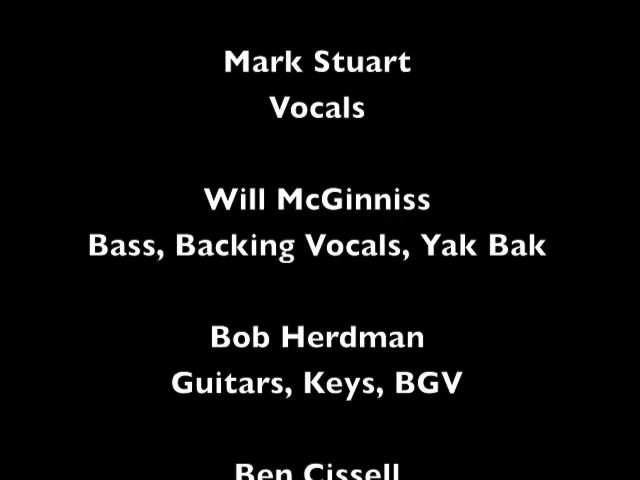 Mark Stuart
Vocals
Will McGinniss
Bass, Backing Vocals, Yak Bak
Bob Herdman
Guitars, Keys, BGV
Ben Cissell